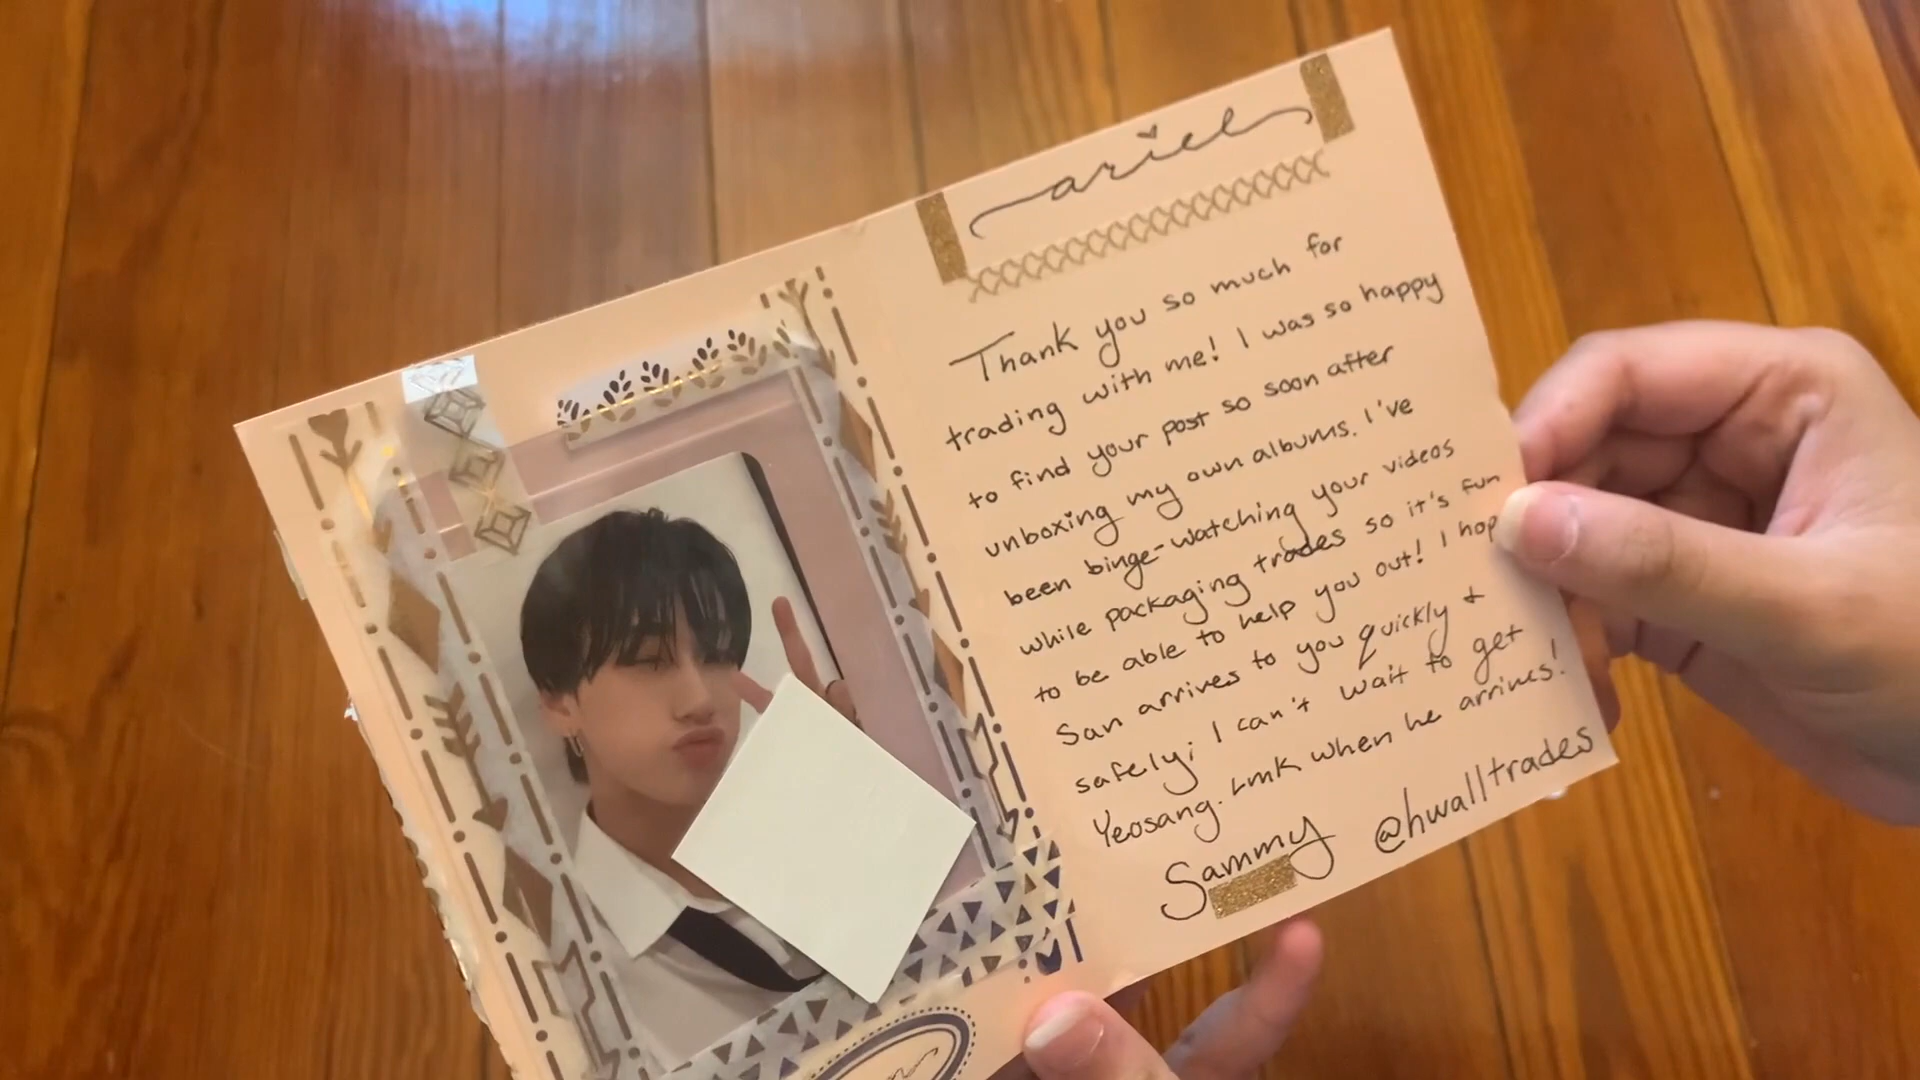 ariel
Thank you so much for
trading with me! I was so happy
to find your post so soon after
unboxing my own albums. I've
been binge-watching your videos
while packaging trades so it's fun
to be able to help you out! I hop
San arrives to you quickly +
safely; I can't wait to get
Yeosang. Lmk when he arrives!
Sammy @hwalltrades